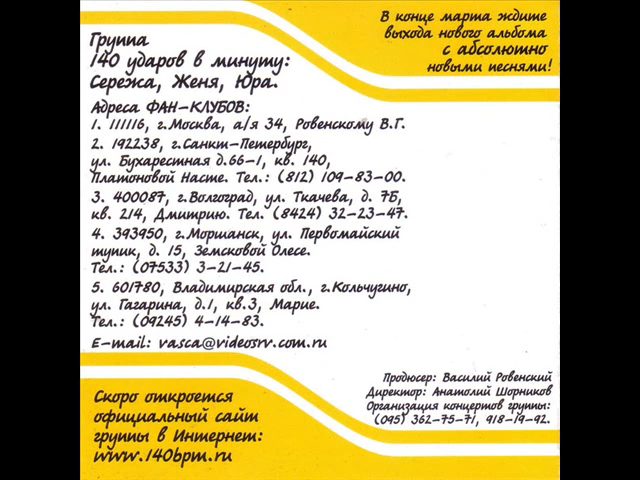 В конце марта ждите
выхода нового альбома
с абсолютно
новыми песнями!
Группа
140 ударов в минуту:
Сережа, Женя, Юра.
Адреса ФАН-КЛУБОВ:
1. 111116, г.Москва, а/я 34, Ровенскому В.Г.
2. 192238, г.Санкт-Петербург,
ул. Бухарестная д.66-1, кв. 140,
Платоновой Насте. Тел.: (812) 109-83-00.
3. 400087, г.Волгоград, ул. Ткачева, д. 7Б,
кв. 214, Дмитрию. Тел. (8424) 32-23-47.
4. 393950, г.Моршанск, ул. Первомайский
тупик, д. 15, Земсковой Олесе.
Тел.: (07533) 3-21-45.
5. 601780, Владимирская обл., г.Кольчугино,
ул. Гагарина, д.1, кв.3, Марие.
Тел.: (09245) 4-14-83.
E-mail: vasca@videosrv.com.ru
Продюсер: Василий Ровенский
Директор: Анатолий Шорников
Организация концертов группы:
(095) 362-75-71, 918-19-92.
Скоро откроется
официальный сайт
группы в Интернет:
www.140bpm.ru